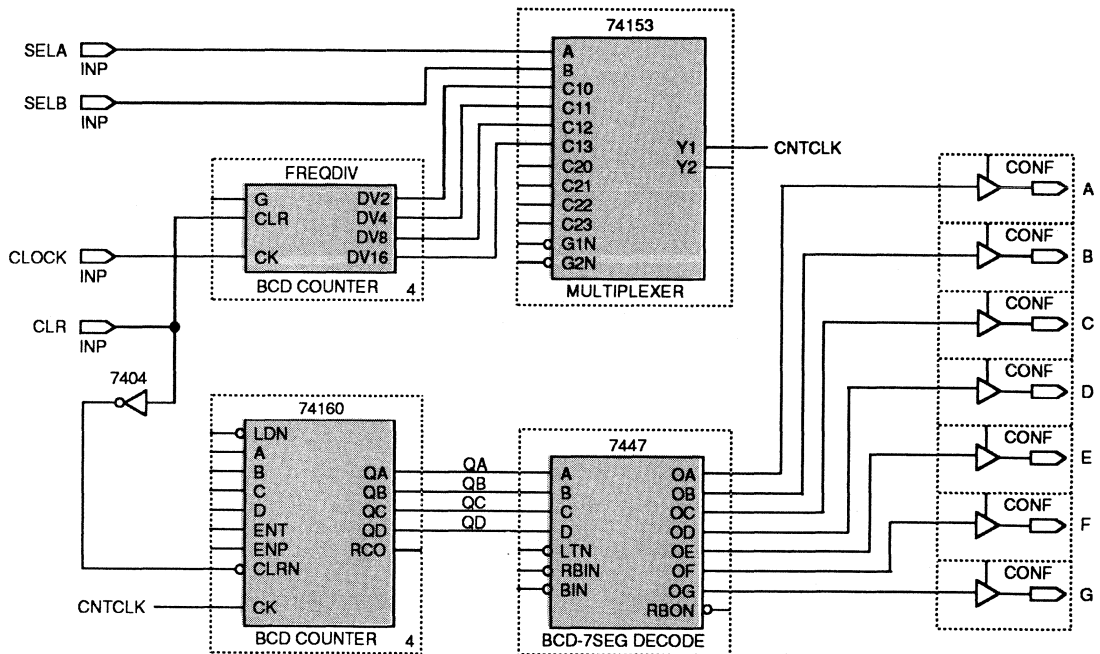 74153
SELA
INP
SELB
INP
A
B
C10
C11
C12
C13
C20
C21
C22
C23
G1N
G2N
Y1
Y2
MULTIPLEXER
CNTCLK
FREQDIV
G
CLR
CK
DV2
DV4
DV8
DV16
BCD COUNTER 4
CLOCK
INP
CLR
INP
7404
74160
LDN
A
B
C
D
ENT
ENP
CLRN
CK
QA
QB
QC
QD
RCO
BCD COUNTER 4
CNTCLK
QA
QB
QC
QD
7447
A
B
C
D
LTN
RBIN
BIN
OA
OB
OC
OD
OE
OF
OG
RBON
BCD-7SEG DECODE
CONF
A
CONF
B
CONF
C
CONF
D
CONF
E
CONF
F
CONF
G